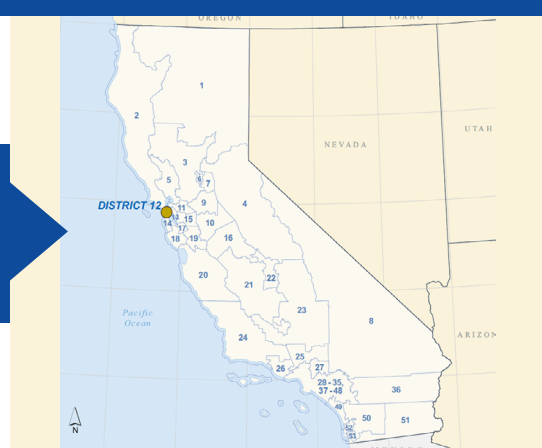 OREGON
IDAHO
1
2
UTAH
NEVADA
3
5
6
7
4
9
DISTRICT 12
11
13
15
14
10
17
18
19
16
20
22
21
23
Pacific
Ocean
8
24
ARIZON
25
26
27
28 - 35,
37 - 48
36
49
50
51
52
53
N